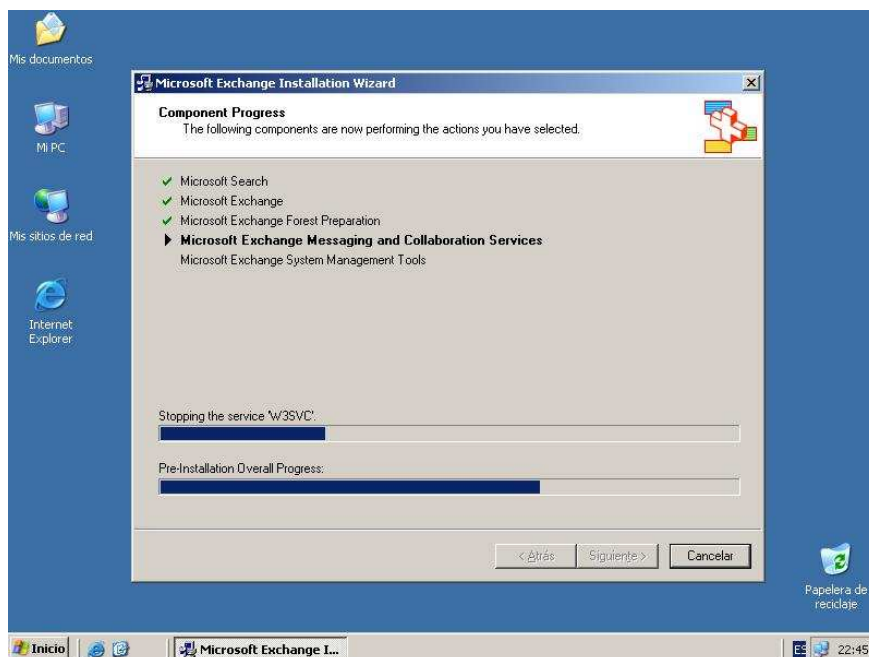 Mis documentos
Mi PC
Mis sitios de red
Internet
Explorer
Microsoft Exchange Installation Wizard
Component Progress
The following components are now performing the actions you have selected.
Microsoft Search
Microsoft Exchange
Microsoft Exchange Forest Preparation
Microsoft Exchange Messaging and Collaboration Services
Microsoft Exchange System Management Tools
Stopping the service 'W3SVC'.
Pre-Installation Overall Progress:
< Atrás
Siguiente >
Cancelar
Papelera de
reciclaje
Inicio
Microsoft Exchange I...
ES
22:45